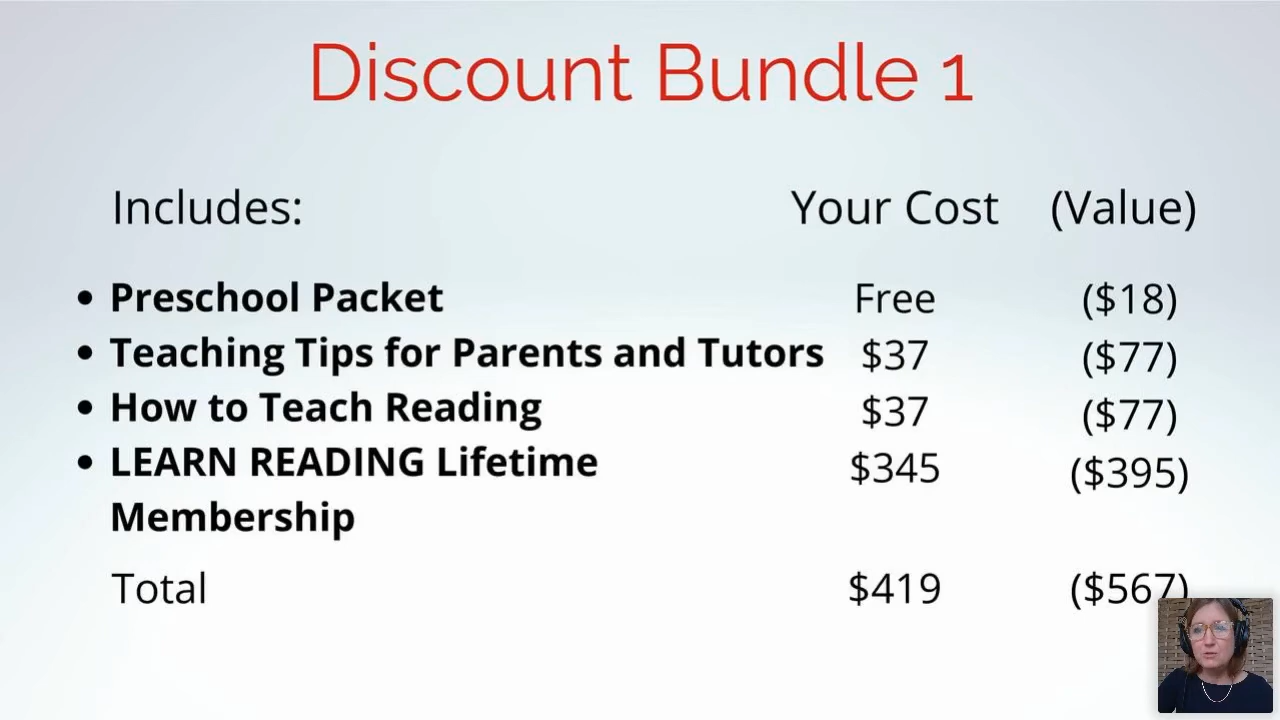 Discount Bundle 1
Includes: Your Cost (Value)
• Preschool Packet Free ($18)
• Teaching Tips for Parents and Tutors $37 ($77)
• How to Teach Reading $37 ($77)
• LEARN READING Lifetime $345 ($395)
Membership
Total $419 ($567)